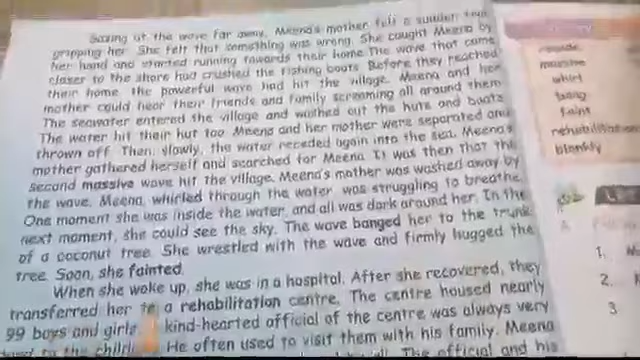 Gazing at the wave far away, Meena's mother felt a sudden fear
gripping her. She felt that something was wrong. She caught Meena by
her hand and started running towards their home. The wave that came
closer to the shore had crushed the fishing boats. Before they reached
their home, the powerful wave had hit the village. Meena and her
mother could hear their friends and family screaming all around them.
The seawater entered the village and washed out the huts and boats.
The water hit their hut too. Meena and her mother were separated and
thrown off. Then, slowly, the water receded again into the sea. Meena's
mother gathered herself and searched for Meena. It was then that the
second massive wave hit the village. Meena's mother was washed away by
the wave. Meena, whirled through the water was struggling to breathe.
One moment she was inside the water, and all was dark around her. In the
next moment, she could see the sky. The wave banged her to the trunk
of a coconut tree. She wrestled with the wave and firmly hugged the
tree. Soon, she fainted.
When she woke up, she was in a hospital. After she recovered, they
transferred her to a rehabilitation centre. The centre housed nearly
99 boys and girls. kind-hearted official of the centre was always very
to the He often used to visit them with his family. Meena
The official and his
recede
massive
whirl
bang
faint
rehabilitation
blankly
A.
1.
2.
3